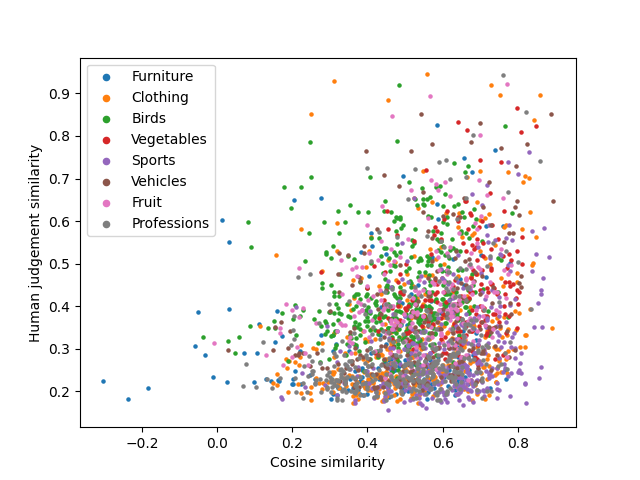 Furniture
Clothing
Birds
Vegetables
Sports
Vehicles
Fruit
Professions
Human judgement similarity
0.9
0.8
0.7
0.6
0.5
0.4
0.3
0.2
−0.2
0.0
0.2
0.4
0.6
0.8
Cosine similarity